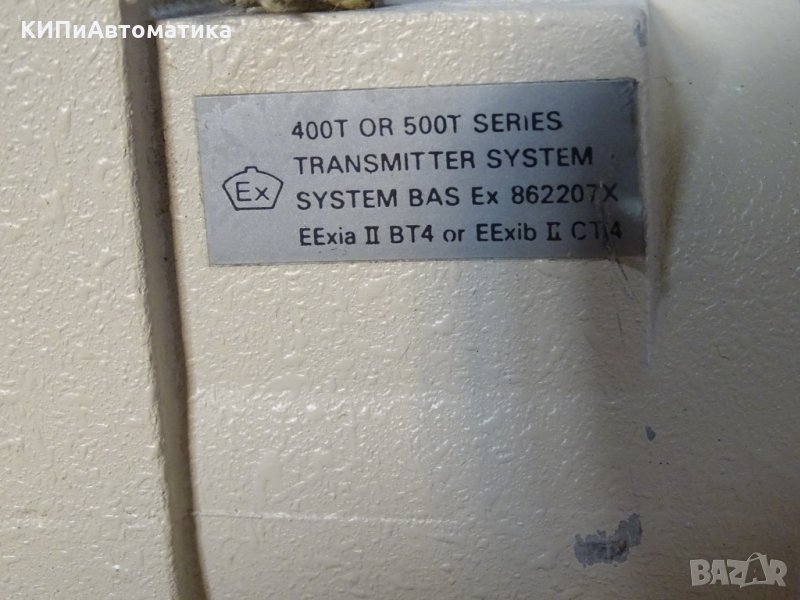 КИПиАвтоматика
400T OR 500T SERIES
TRANSMITTER SYSTEM
Ex SYSTEM BAS Ex 862207X
EExia II BT4 or EExib II CT4
BAZAR